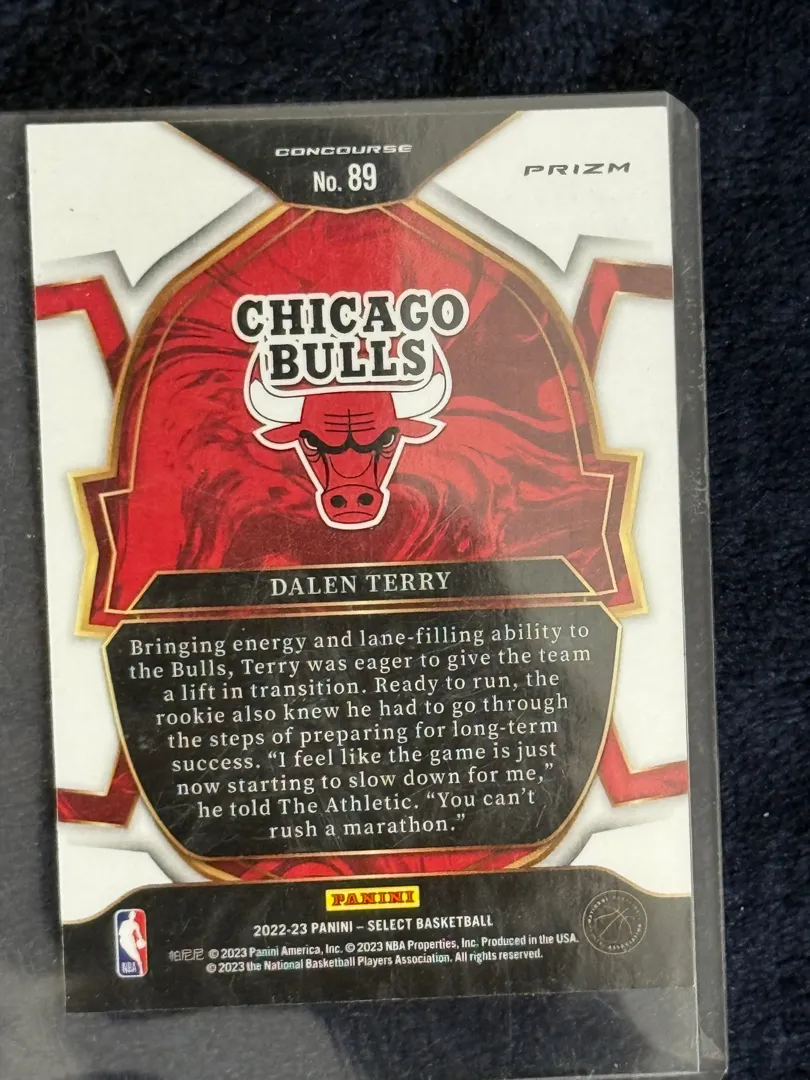 CONCOURSE
No. 89
PRIZM
CHICAGO
BULLS
DALEN TERRY
Bringing energy and lane-filling ability to
the Bulls, Terry was eager to give the team
a lift in transition. Ready to run, the
rookie also knew he had to go through
the steps of preparing for long-term
success. “I feel like the game is just
now starting to slow down for me,”
he told The Athletic. “You can’t
rush a marathon.”
PANINI
2022-23 PANINI – SELECT BASKETBALL
NBA
帕尼尼 © 2023 Panini America, Inc. © 2023 NBA Properties, Inc. Produced in the USA.
© 2023 the National Basketball Players Association. All rights reserved.